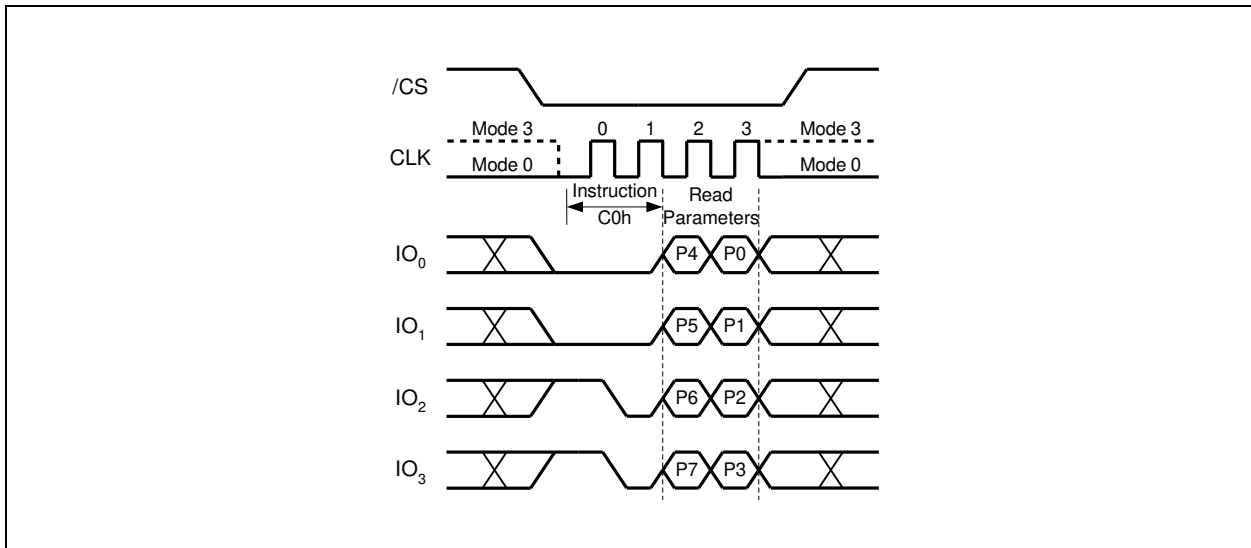 /CS
Mode 3 0 1 2 3 Mode 3
CLK
Mode 0 Mode 0
Instruction Read
C0h Parameters
IO0 P4 P0
IO1 P5 P1
IO2 P6 P2
IO3 P7 P3